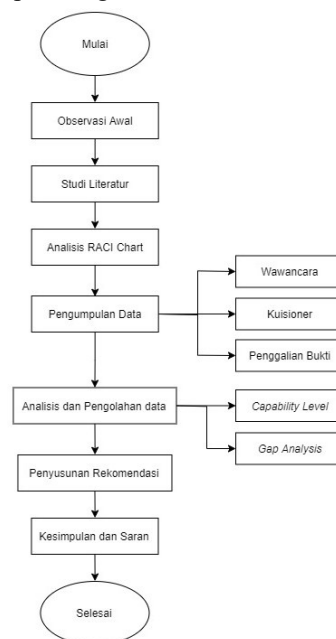 Mulai
Observasi Awal
Studi Literatur
Analisis RACI Chart
Pengumpulan Data
Wawancara
Kuisioner
Penggalian Bukti
Analisis dan Pengolahan data
Capability Level
Gap Analysis
Penyusunan Rekomendasi
Kesimpulan dan Saran
Selesai